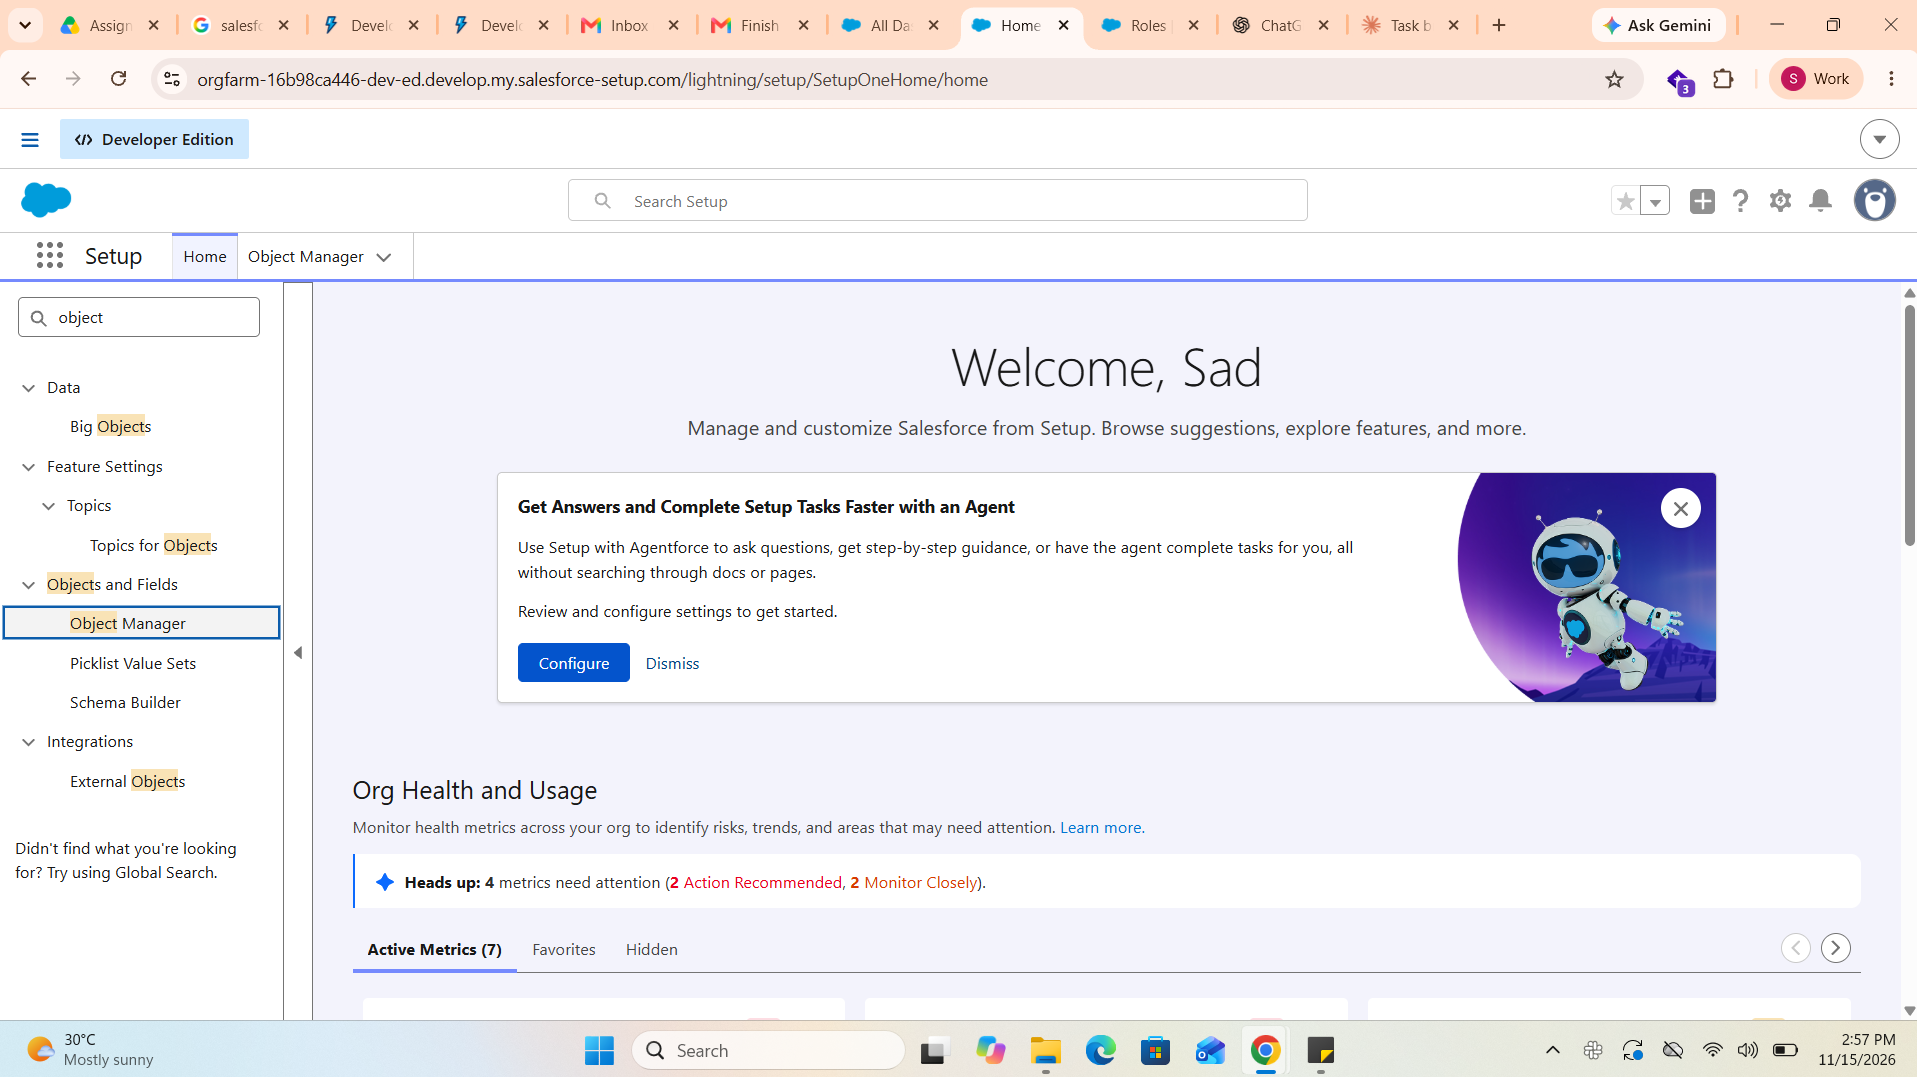 Assign
salesfo
Develo
Develo
Inbox
Finish
All Da
Home
Roles
ChatG
Task b
Ask Gemini
orgfarm-16b98ca446-dev-ed.develop.my.salesforce-setup.com/lightning/setup/SetupOneHome/home
3
S
Work
Developer Edition
Search Setup
Setup
Home
Object Manager
object
Data
Big Objects
Feature Settings
Topics
Topics for Objects
Objects and Fields
Object Manager
Picklist Value Sets
Schema Builder
Integrations
External Objects
Didn't find what you're looking
for? Try using Global Search.
Welcome, Sad
Manage and customize Salesforce from Setup. Browse suggestions, explore features, and more.
Get Answers and Complete Setup Tasks Faster with an Agent
Use Setup with Agentforce to ask questions, get step-by-step guidance, or have the agent complete tasks for you, all
without searching through docs or pages.
Review and configure settings to get started.
Configure
Dismiss
Org Health and Usage
Monitor health metrics across your org to identify risks, trends, and areas that may need attention. Learn more.
Heads up: 4 metrics need attention (2 Action Recommended, 2 Monitor Closely).
Active Metrics (7)
Favorites
Hidden
30°C
Mostly sunny
Search
2:57 PM
11/15/2026